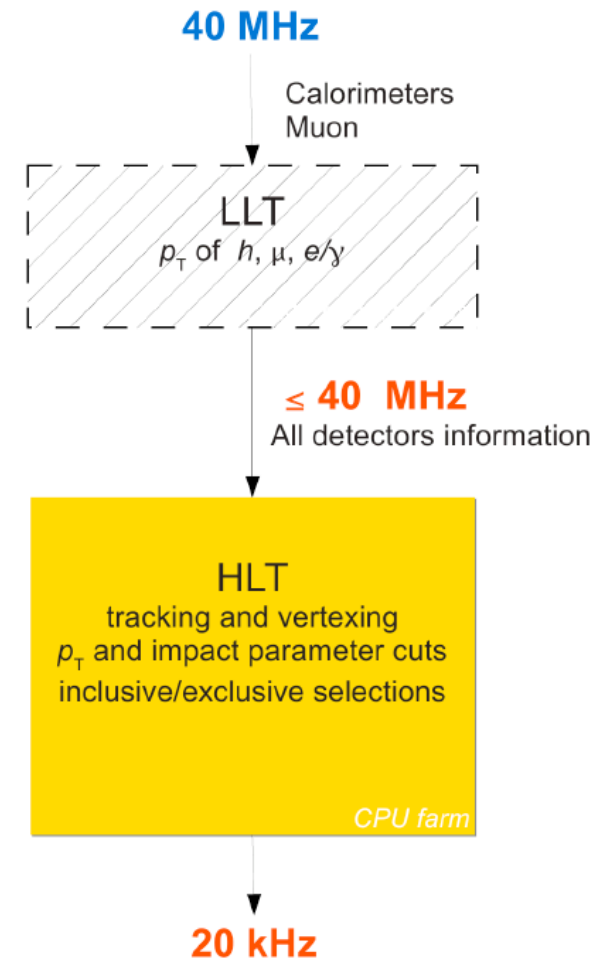 40 MHz
Calorimeters
Muon
LLT
pT of h, μ, e/γ
≤ 40 MHz
All detectors information
HLT
tracking and vertexing
pT and impact parameter cuts
inclusive/exclusive selections
CPU farm
20 kHz